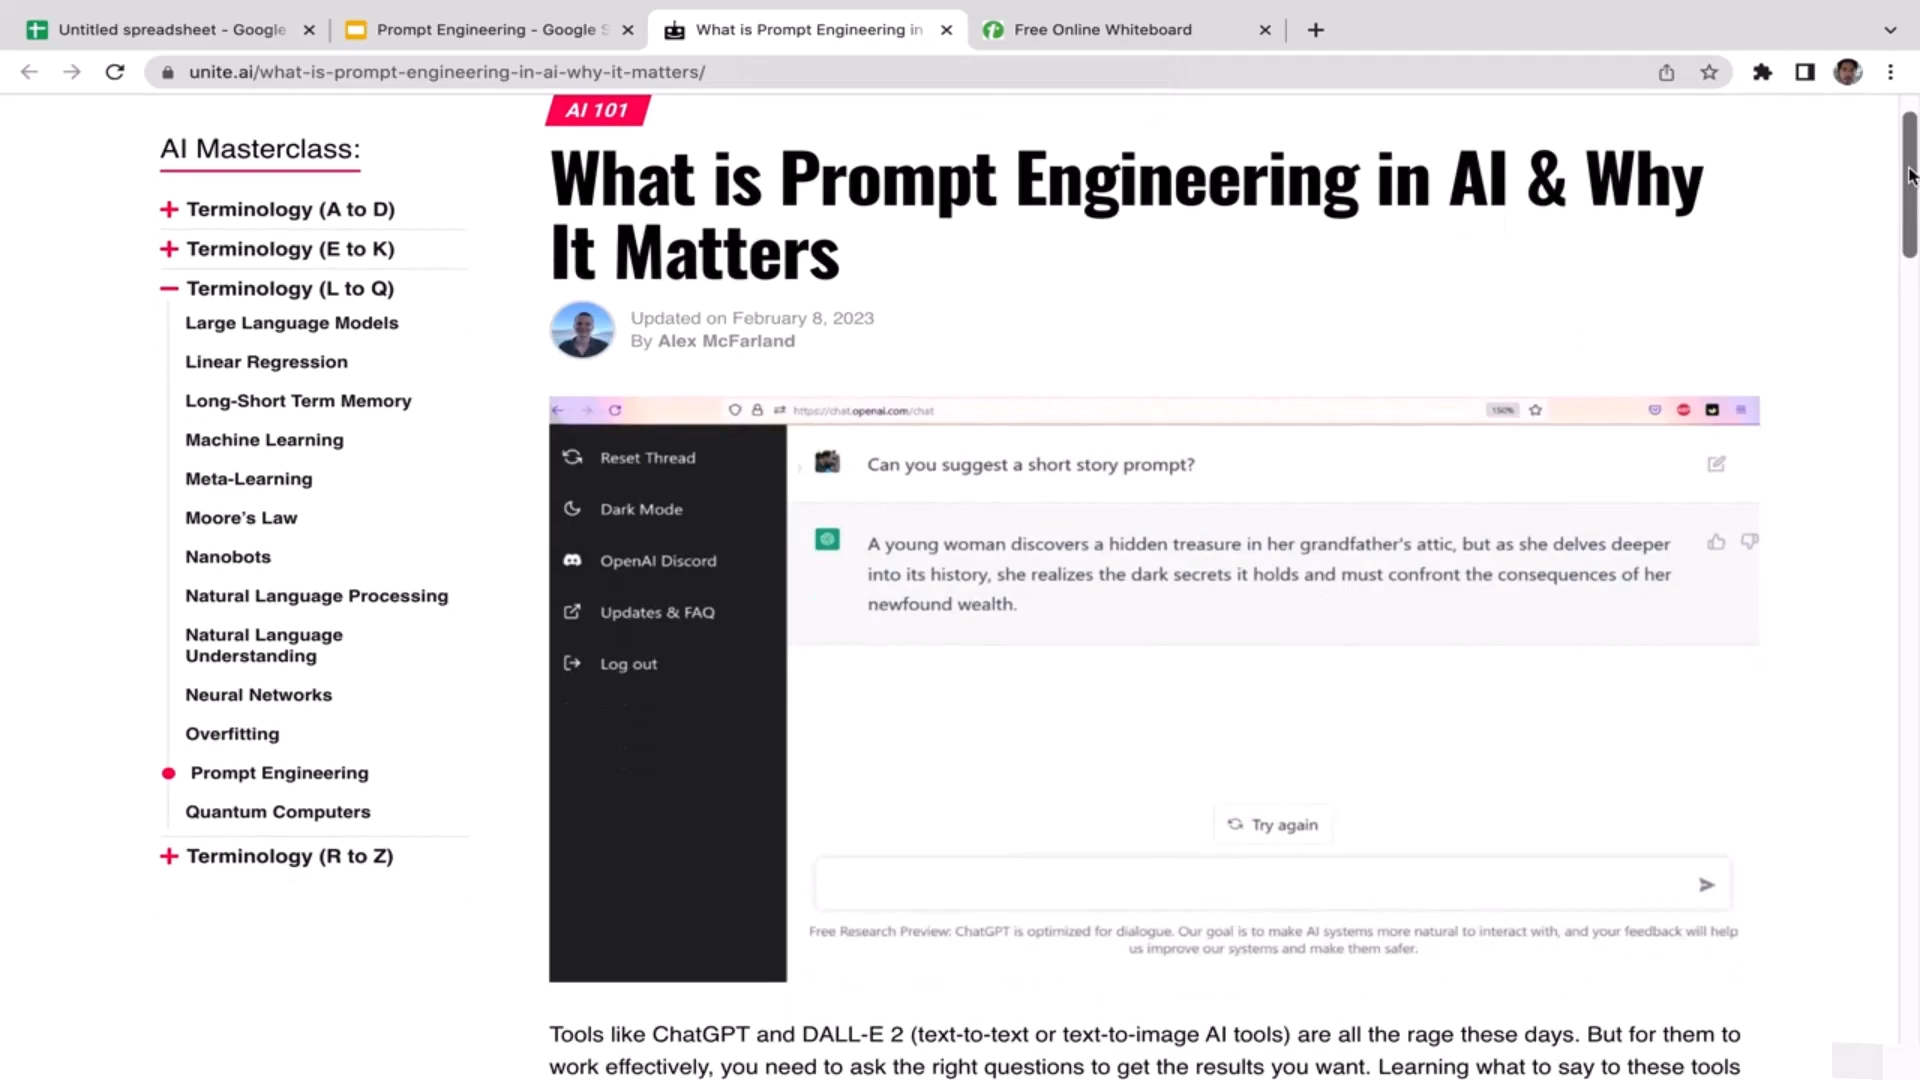 Untitled spreadsheet - Google
Prompt Engineering - Google S
What is Prompt Engineering in
Free Online Whiteboard
unite.ai/what-is-prompt-engineering-in-ai-why-it-matters/
AI 101
What is Prompt Engineering in AI & Why
It Matters
Updated on February 8, 2023
By Alex McFarland
AI Masterclass:
Terminology (A to D)
Terminology (E to K)
Terminology (L to Q)
Large Language Models
Linear Regression
Long-Short Term Memory
Machine Learning
Meta-Learning
Moore’s Law
Nanobots
Natural Language Processing
Natural Language
Understanding
Neural Networks
Overfitting
Prompt Engineering
Quantum Computers
Terminology (R to Z)
https://chat.openai.com/chat
150%
Reset Thread
Dark Mode
OpenAI Discord
Updates & FAQ
Log out
Can you suggest a short story prompt?
A young woman discovers a hidden treasure in her grandfather's attic, but as she delves deeper
into its history, she realizes the dark secrets it holds and must confront the consequences of her
newfound wealth.
Try again
Free Research Preview: ChatGPT is optimized for dialogue. Our goal is to make AI systems more natural to interact with, and your feedback will help
us improve our systems and make them safer.
Tools like ChatGPT and DALL-E 2 (text-to-text or text-to-image AI tools) are all the rage these days. But for them to
work effectively, you need to ask the right questions to get the results you want. Learning what to say to these tools